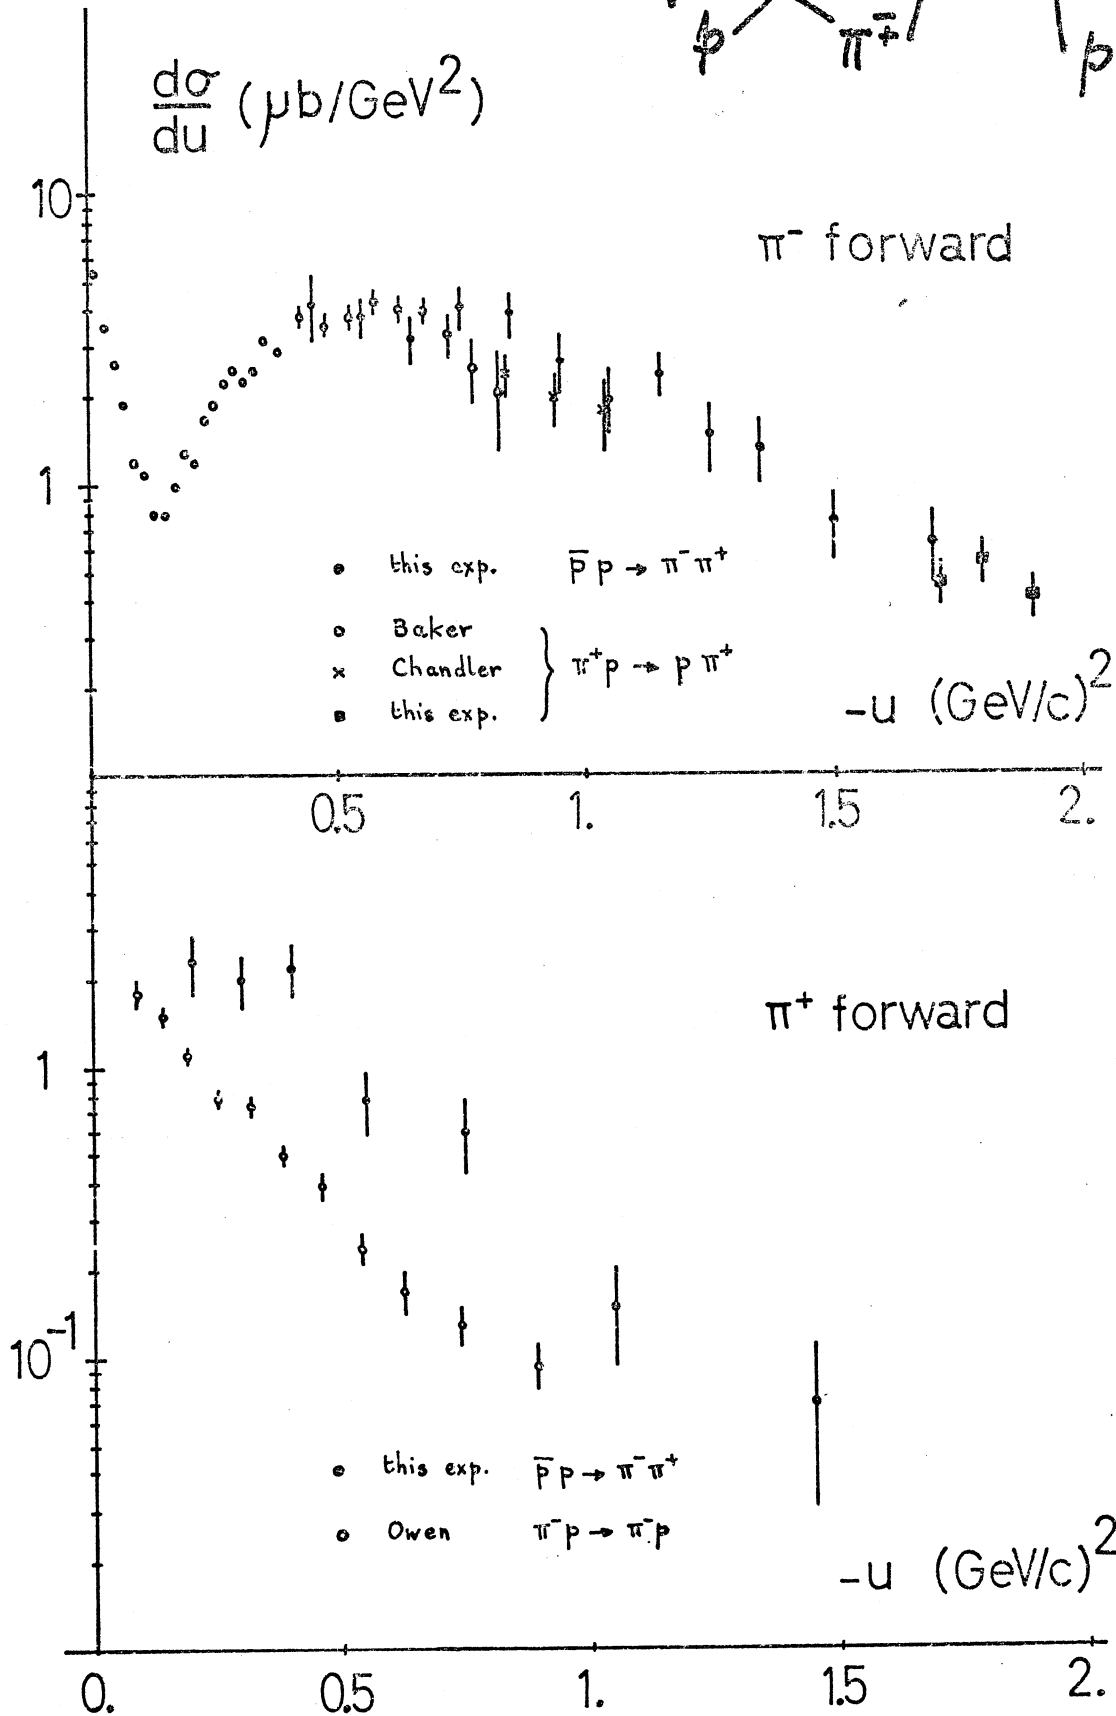 p π∓ p
dσ/du (μb/GeV²)
10
π⁻ forward
1
• this exp. p̅ p → π⁻ π⁺
○ Baker
× Chandler } π⁺p → p π⁺
■ this exp.
-u (GeV/c)²
0.5 1. 1.5 2.
π⁺ forward
1
10⁻¹
• this exp. p̅ p → π⁻ π⁺
○ Owen π⁻p → π⁻p
-u (GeV/c)²
0. 0.5 1. 1.5 2.